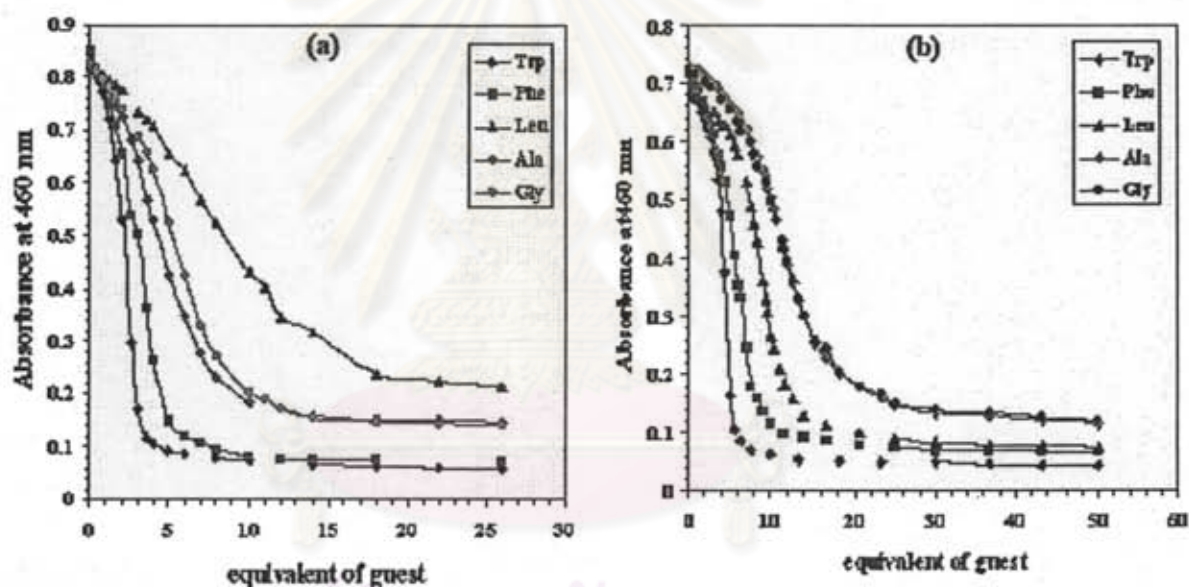 (a)
Trp
Phe
Leu
Ala
Gly
Absorbance at 460 nm
0.9
0.8
0.7
0.6
0.5
0.4
0.3
0.2
0.1
0
0 5 10 15 20 25 30
equivalent of guest
(b)
Trp
Phe
Leu
Ala
Gly
Absorbance at 460 nm
0.8
0.7
0.6
0.5
0.4
0.3
0.2
0.1
0
0 10 20 30 40 50 60
equivalent of guest